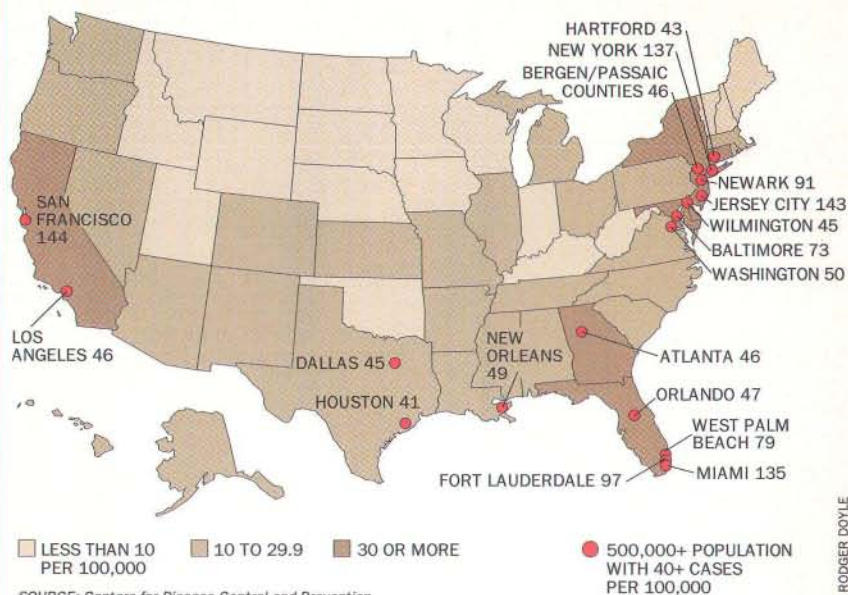 HARTFORD 43
NEW YORK 137
BERGEN/PASSAIC
COUNTIES 46
NEWARK 91
JERSEY CITY 143
WILMINGTON 45
BALTIMORE 73
WASHINGTON 50
SAN
FRANCISCO
144
LOS
ANGELES 46
DALLAS 45
HOUSTON 41
NEW
ORLEANS
49
ATLANTA 46
ORLANDO 47
WEST PALM
BEACH 79
FORT LAUDERDALE 97
MIAMI 135
LESS THAN 10
PER 100,000
10 TO 29.9
30 OR MORE
500,000+ POPULATION
WITH 40+ CASES
PER 100,000
SOURCE: Centers for Disease Control and Prevention
RODGER DOYLE